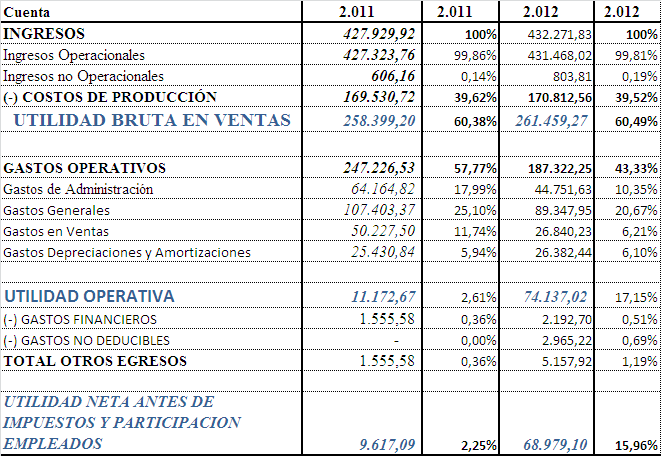 Cuenta 2.011 2.011 2.012 2.012
INGRESOS 427.929,92 100% 432.271,83 100%
Ingresos Operacionales 427.323,76 99,86% 431.468,02 99,81%
Ingresos no Operacionales 606,16 0,14% 803,81 0,19%
(-) COSTOS DE PRODUCCIÓN 169.530,72 39,62% 170.812,56 39,52%
UTILIDAD BRUTA EN VENTAS 258.399,20 60,38% 261.459,27 60,49%
GASTOS OPERATIVOS 247.226,53 57,77% 187.322,25 43,33%
Gastos de Administración 64.164,82 17,99% 44.751,63 10,35%
Gastos Generales 107.403,37 25,10% 89.347,95 20,67%
Gastos en Ventas 50.227,50 11,74% 26.840,23 6,21%
Gastos Depreciaciones y Amortizaciones 25.430,84 5,94% 26.382,44 6,10%
UTILIDAD OPERATIVA 11.172,67 2,61% 74.137,02 17,15%
(-) GASTOS FINANCIEROS 1.555,58 0,36% 2.192,70 0,51%
(-) GASTOS NO DEDUCIBLES - 0,00% 2.965,22 0,69%
TOTAL OTROS EGRESOS 1.555,58 0,36% 5.157,92 1,19%
UTILIDAD NETA ANTES DE
IMPUESTOS Y PARTICIPACION
EMPLEADOS 9.617,09 2,25% 68.979,10 15,96%